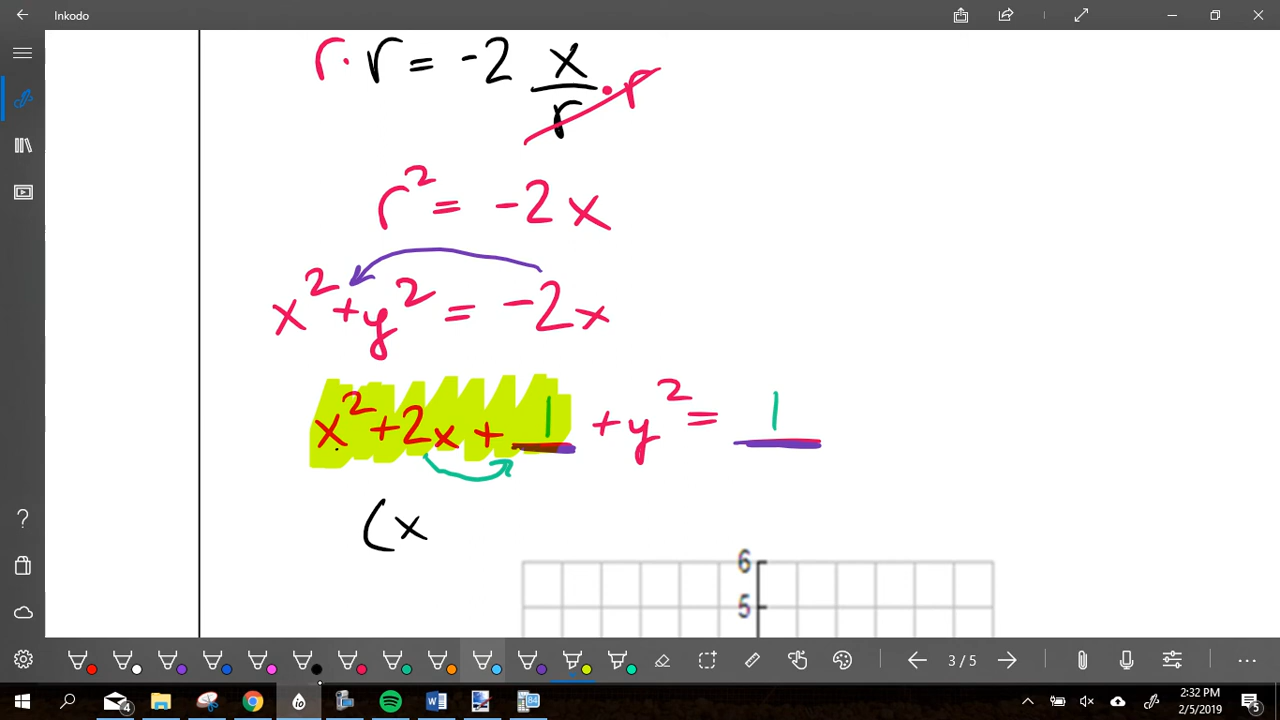 Inkodo
r · r = -2 x/r · r
r² = -2x
x² + y² = -2x
x² + 2x + 1 + y² = 1
(x
6
5
3 / 5
4
2:32 PM
2/5/2019